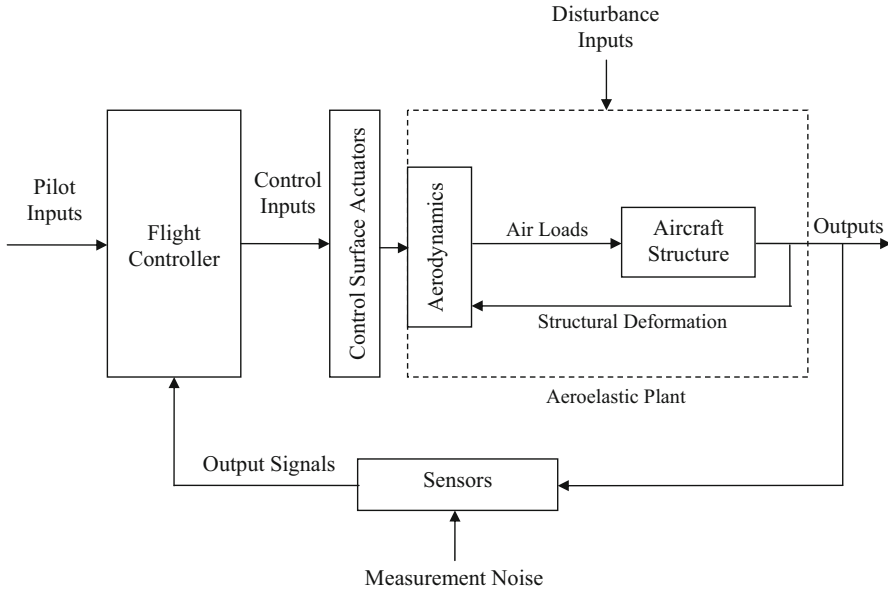 Disturbance
Inputs
Pilot
Inputs
Flight
Controller
Control
Inputs
Control Surface Actuators
Aerodynamics
Air Loads
Aircraft
Structure
Outputs
Structural Deformation
Aeroelastic Plant
Output Signals
Sensors
Measurement Noise